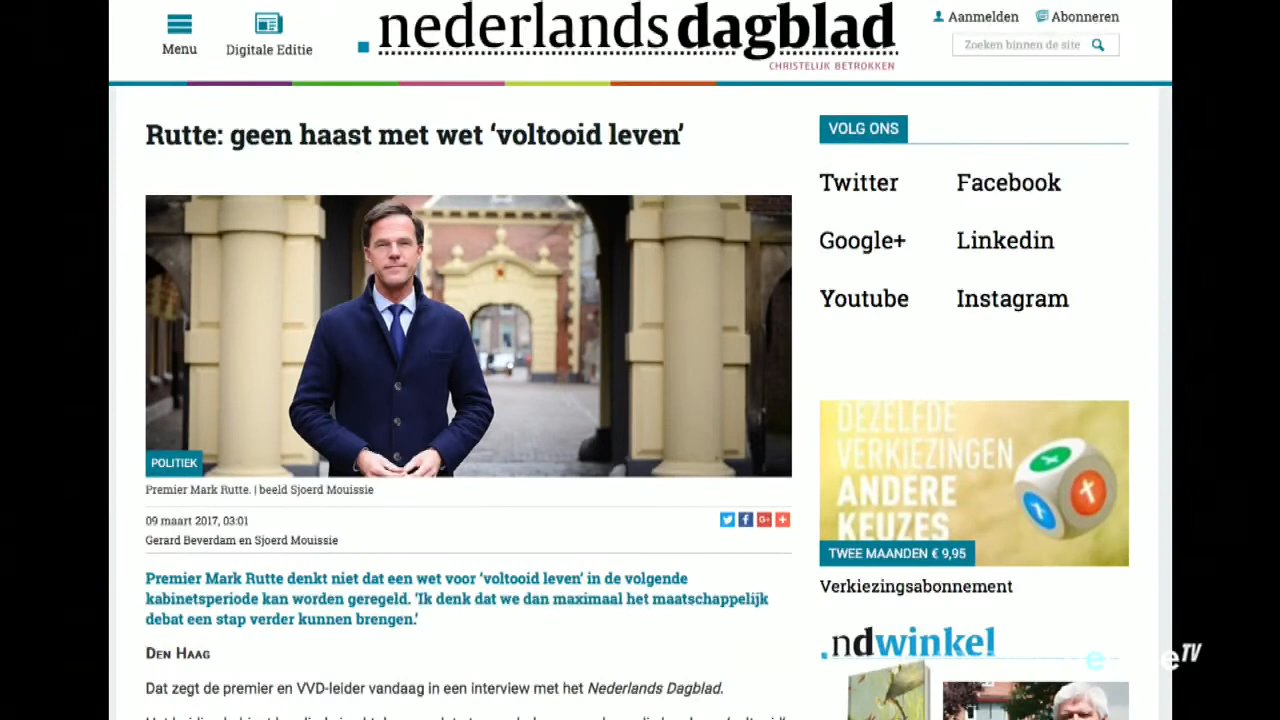 Menu
Digitale Editie
nederlands dagblad
CHRISTELIJK BETROKKEN
Aanmelden
Abonneren
Zoeken binnen de site
Rutte: geen haast met wet ‘voltooid leven’
POLITIEK
Premier Mark Rutte. | beeld Sjoerd Mouissie
09 maart 2017, 03:01
Gerard Beverdam en Sjoerd Mouissie
Premier Mark Rutte denkt niet dat een wet voor ‘voltooid leven’ in de volgende
kabinetsperiode kan worden geregeld. ‘Ik denk dat we dan maximaal het maatschappelijk
debat een stap verder kunnen brengen.’
DEN HAAG
Dat zegt de premier en VVD-leider vandaag in een interview met het Nederlands Dagblad.
VOLG ONS
Twitter
Facebook
Google+
Linkedin
Youtube
Instagram
DEZELFDE
VERKIEZINGEN
ANDERE
KEUZES
TWEE MAANDEN € 9,95
Verkiezingsabonnement
ndwinkel
TV